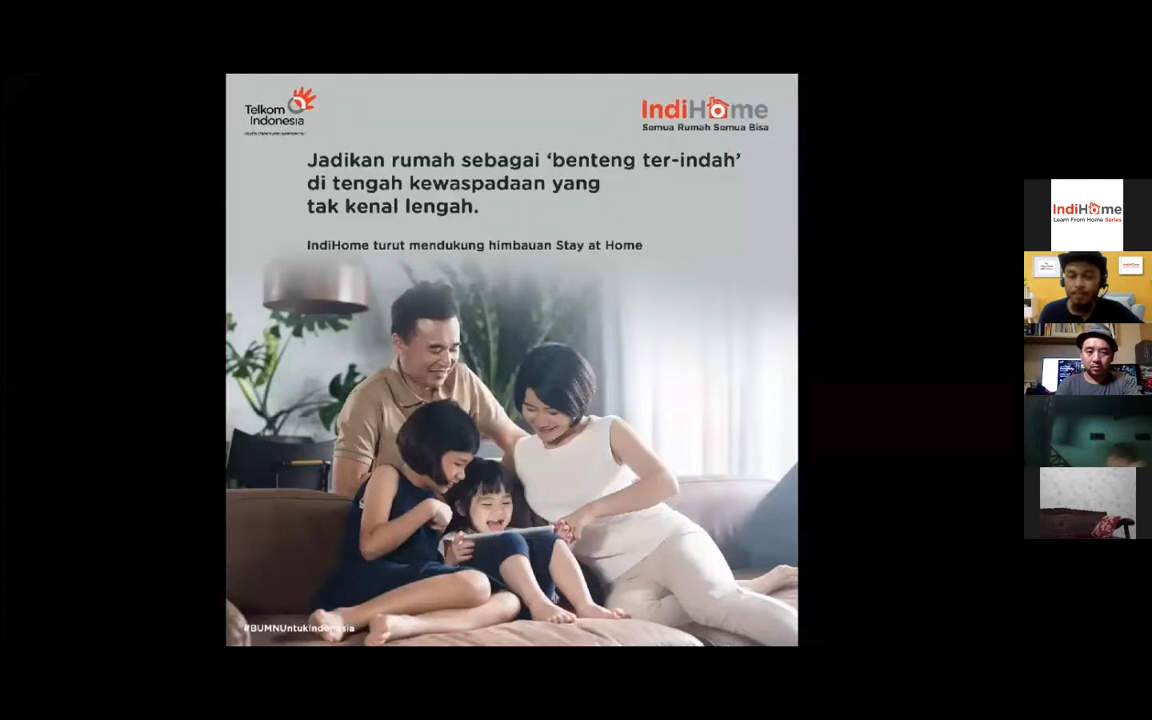 Telkom
Indonesia
IndiHome
Semua Rumah Semua Bisa
Jadikan rumah sebagai ‘benteng ter-indah’
di tengah kewaspadaan yang
tak kenal lengah.
IndiHome turut mendukung himbauan Stay at Home
#BUMNUntukIndonesia
IndiHome
Learn From Home Series